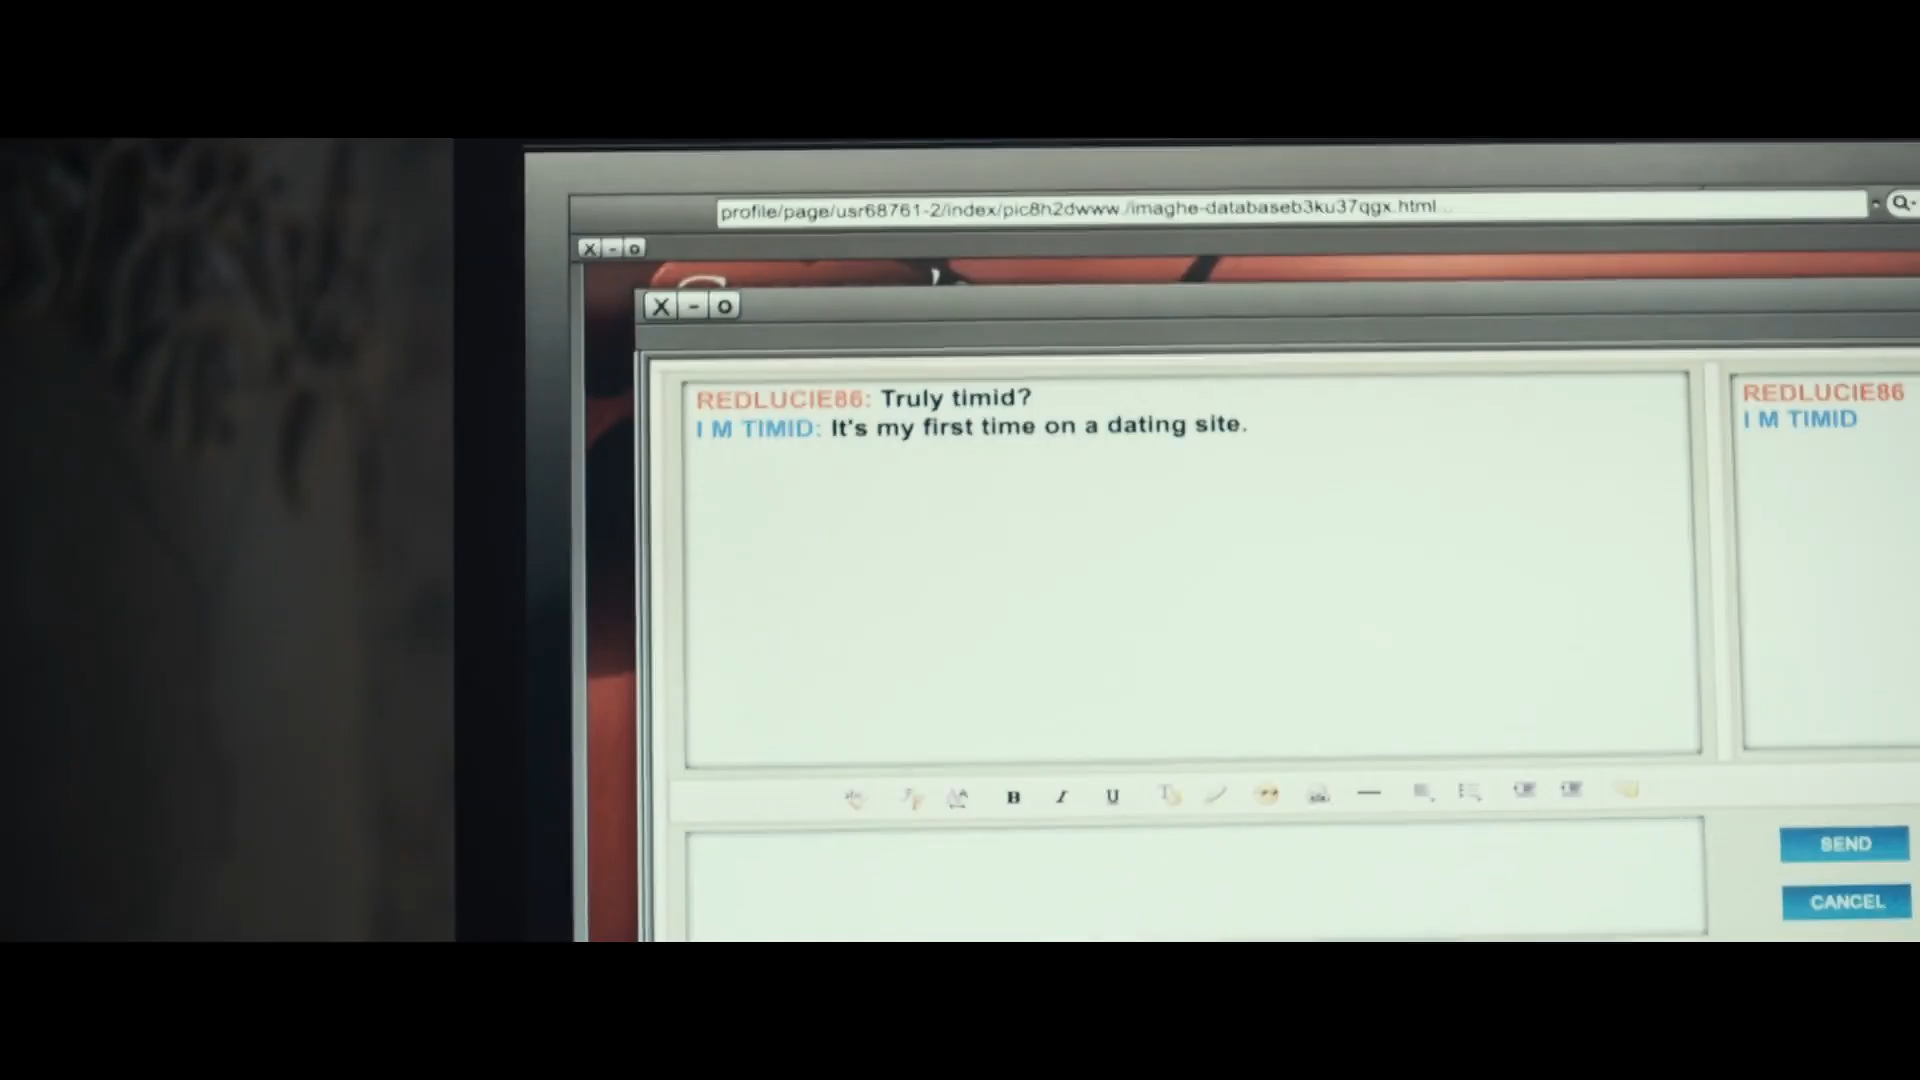 profile/page/usr68761-2/index/pic8h2dwww./imaghe-databaseb3ku37qgx.html
X - o
X - o
REDLUCIE86: Truly timid?
I M TIMID: It's my first time on a dating site.
REDLUCIE86
I M TIMID
B I U
SEND
CANCEL